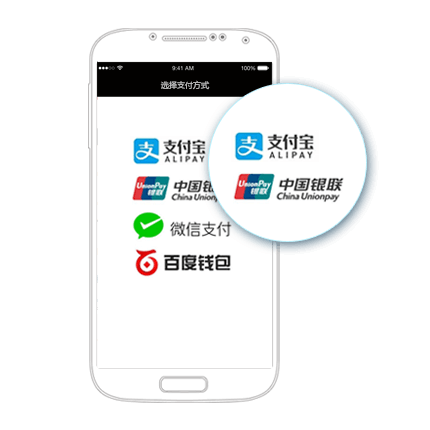 9:41 AM
100%
选择支付方式
支付宝
ALIPAY
UnionPay
银联
中国银
China Unionpay
微信支付
百度钱包
支付宝
ALIPAY
UnionPay
银联
中国银联
China Unionpay